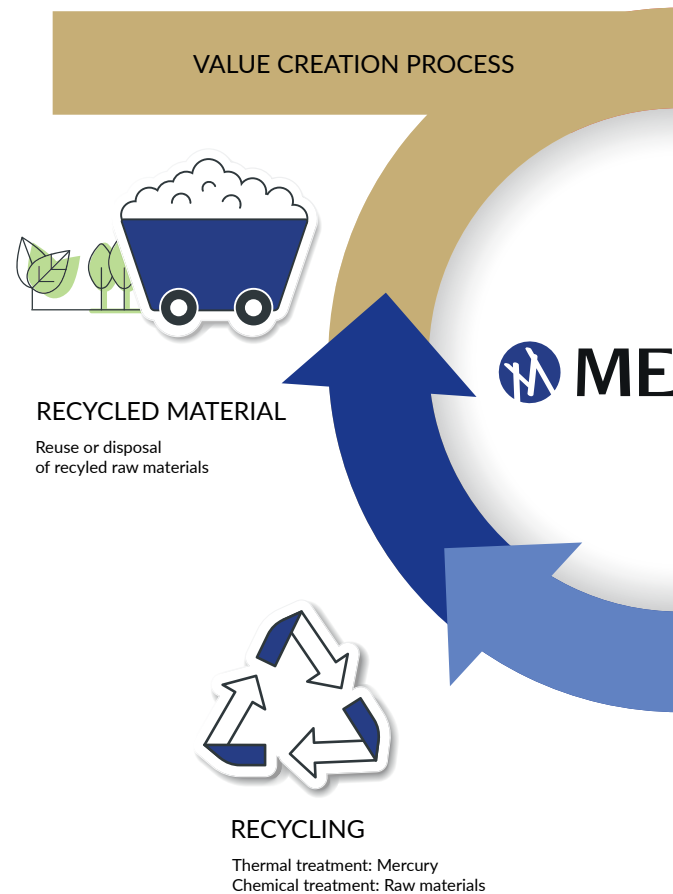 VALUE CREATION PROCESS
ME
RECYCLED MATERIAL
Reuse or disposal
of recyled raw materials
RECYCLING
Thermal treatment: Mercury
Chemical treatment: Raw materials